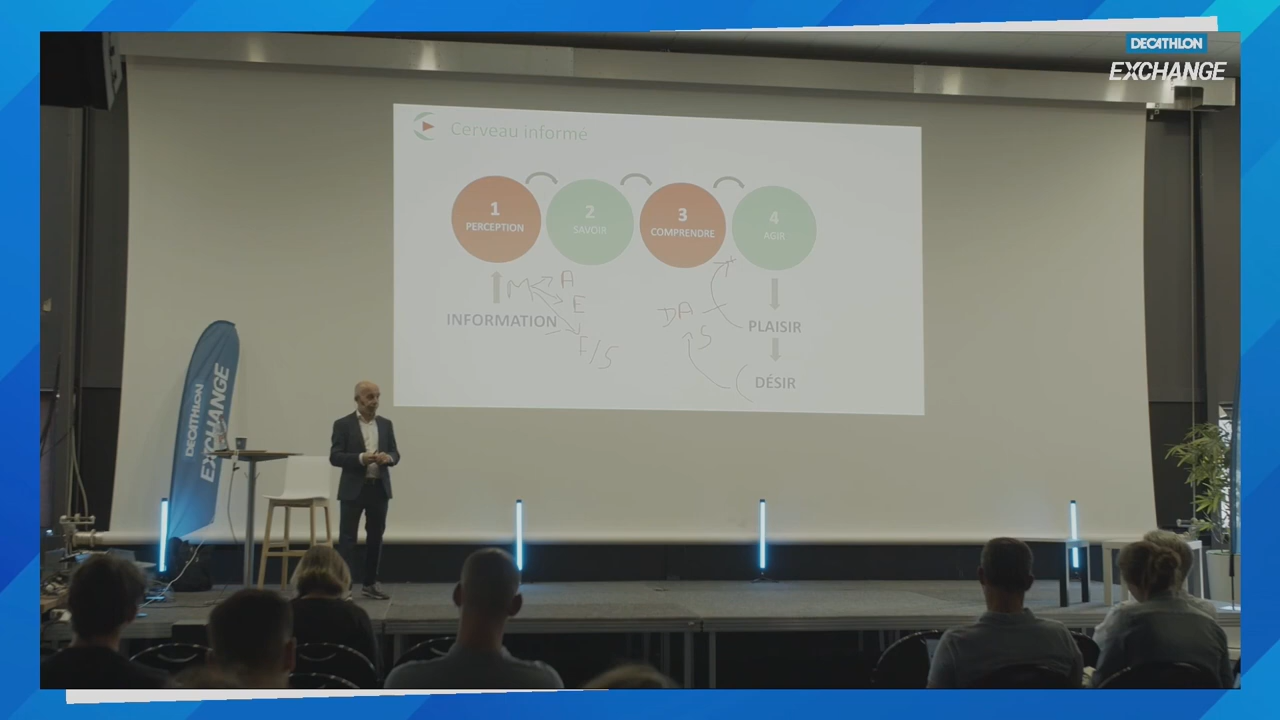 DECATHLON
EXCHANGE
Cerveau informé
1
PERCEPTION
2
SAVOIR
3
COMPRENDRE
4
AGIR
M
A
E
F/S
INFORMATION
DA
S
PLAISIR
DÉSIR
DECATHLON
EXCHANGE